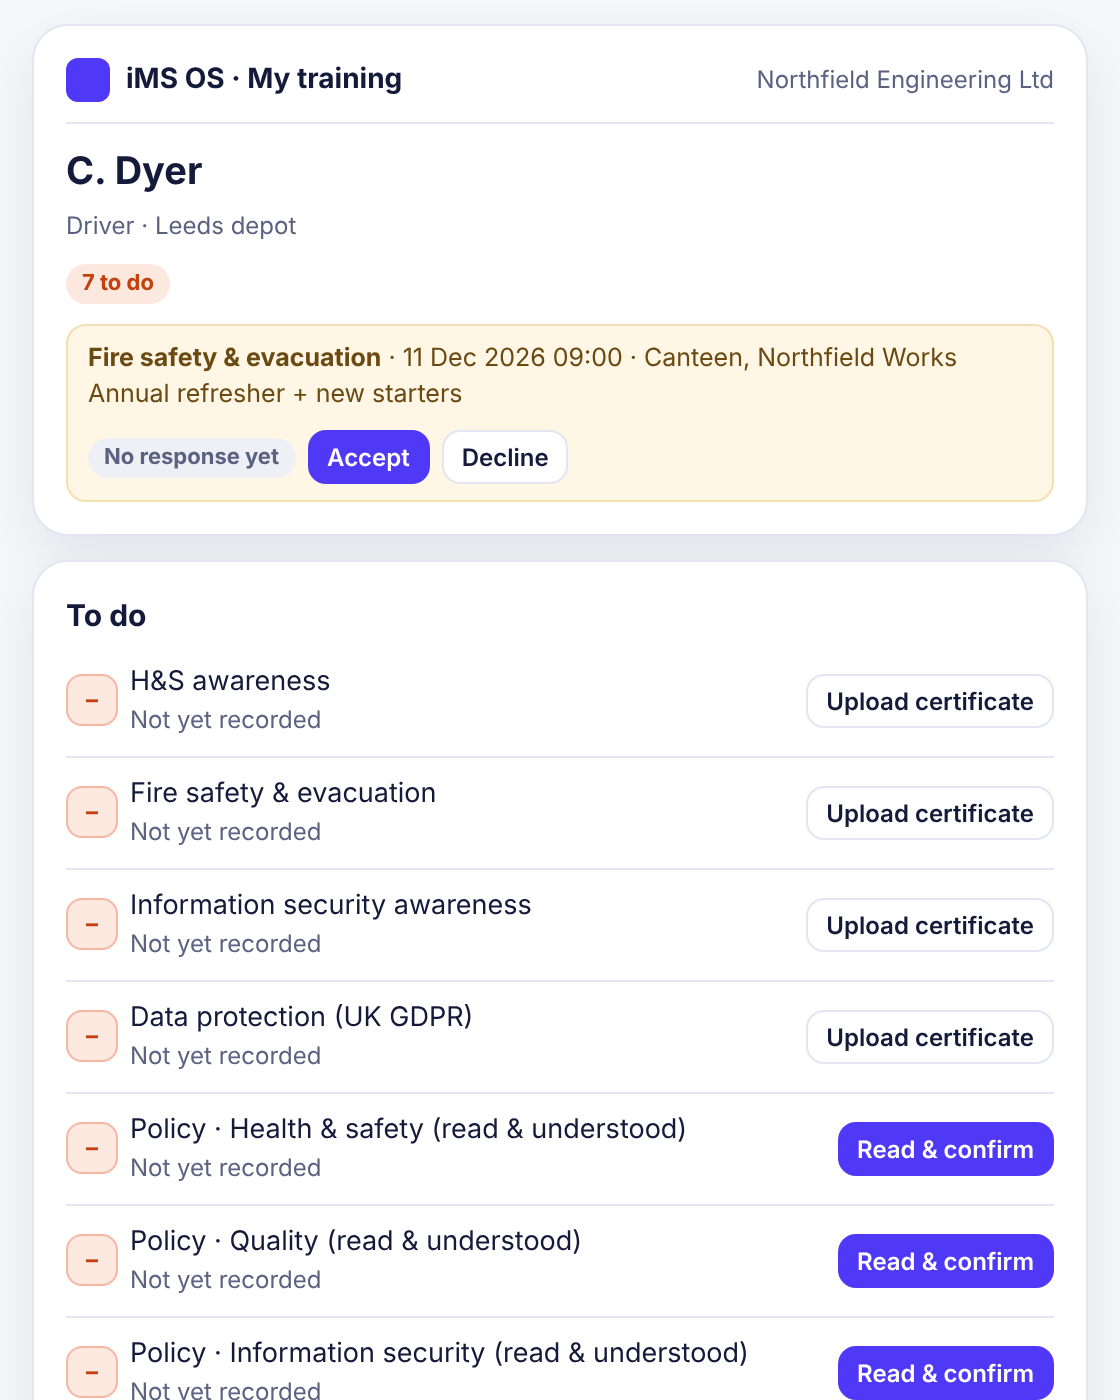 iMS OS · My training
Northfield Engineering Ltd
C. Dyer
Driver · Leeds depot
7 to do
Fire safety & evacuation · 11 Dec 2026 09:00 · Canteen, Northfield Works
Annual refresher + new starters
No response yet
Accept
Decline
To do
–
H&S awareness
Not yet recorded
Upload certificate
–
Fire safety & evacuation
Not yet recorded
Upload certificate
–
Information security awareness
Not yet recorded
Upload certificate
–
Data protection (UK GDPR)
Not yet recorded
Upload certificate
–
Policy · Health & safety (read & understood)
Not yet recorded
Read & confirm
–
Policy · Quality (read & understood)
Not yet recorded
Read & confirm
–
Policy · Information security (read & understood)
Not yet recorded
Read & confirm